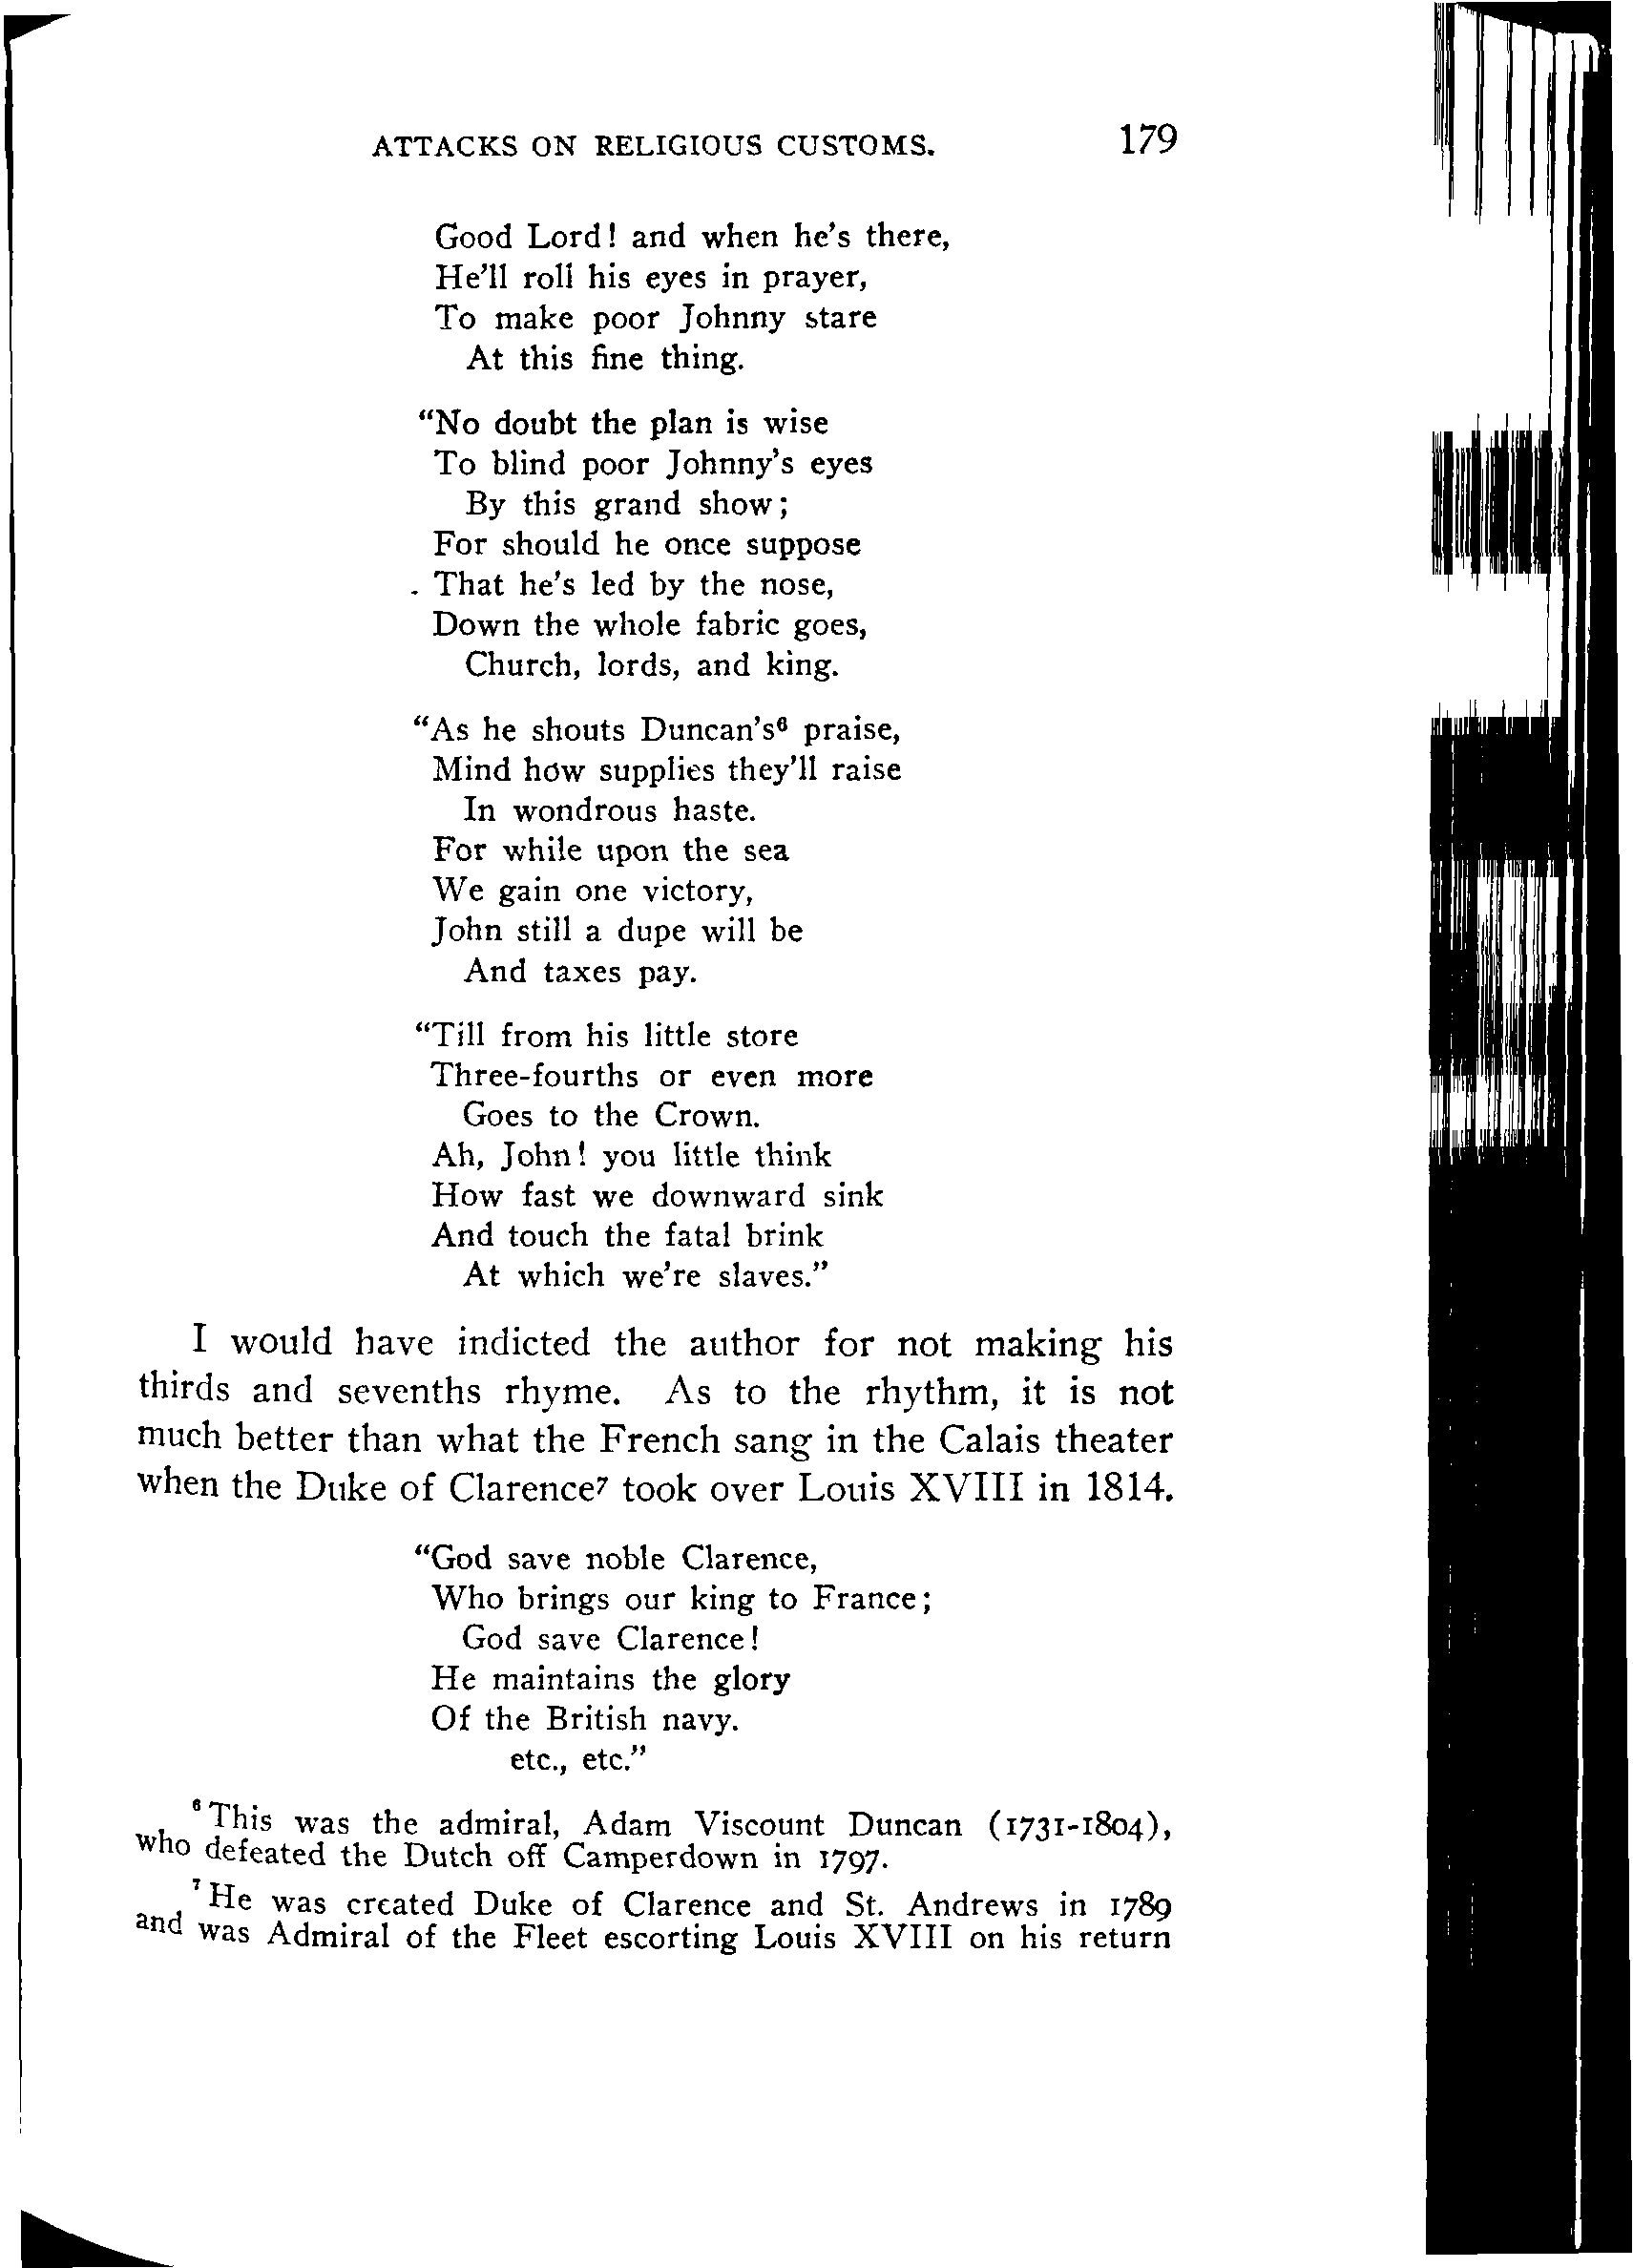 ATTACKS ON RELIGIOUS CUSTOMS. 179
Good Lord! and when he's there,
He'll roll his eyes in prayer,
To make poor Johnny stare
At this fine thing.
“No doubt the plan is wise
To blind poor Johnny's eyes
By this grand show;
For should he once suppose
That he's led by the nose,
Down the whole fabric goes,
Church, lords, and king.
“As he shouts Duncan's⁶ praise,
Mind how supplies they'll raise
In wondrous haste.
For while upon the sea
We gain one victory,
John still a dupe will be
And taxes pay.
“Till from his little store
Three-fourths or even more
Goes to the Crown.
Ah, John! you little think
How fast we downward sink
And touch the fatal brink
At which we're slaves.”
I would have indicted the author for not making his
thirds and sevenths rhyme. As to the rhythm, it is not
much better than what the French sang in the Calais theater
when the Duke of Clarence⁷ took over Louis XVIII in 1814.
“God save noble Clarence,
Who brings our king to France;
God save Clarence!
He maintains the glory
Of the British navy.
etc., etc.”
⁶ This was the admiral, Adam Viscount Duncan (1731-1804),
who defeated the Dutch off Camperdown in 1797.
⁷ He was created Duke of Clarence and St. Andrews in 1789
and was Admiral of the Fleet escorting Louis XVIII on his return